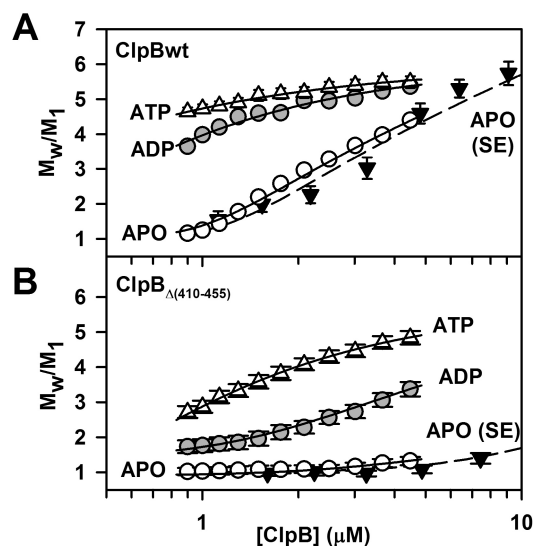 A
ClpBwt
7
6
5
4
3
2
1
Mw/M1
ATP
ADP
APO
APO
(SE)
B
ClpBΔ(410-455)
6
5
4
3
2
1
Mw/M1
ATP
ADP
APO (SE)
APO
1
10
[ClpB] (μM)